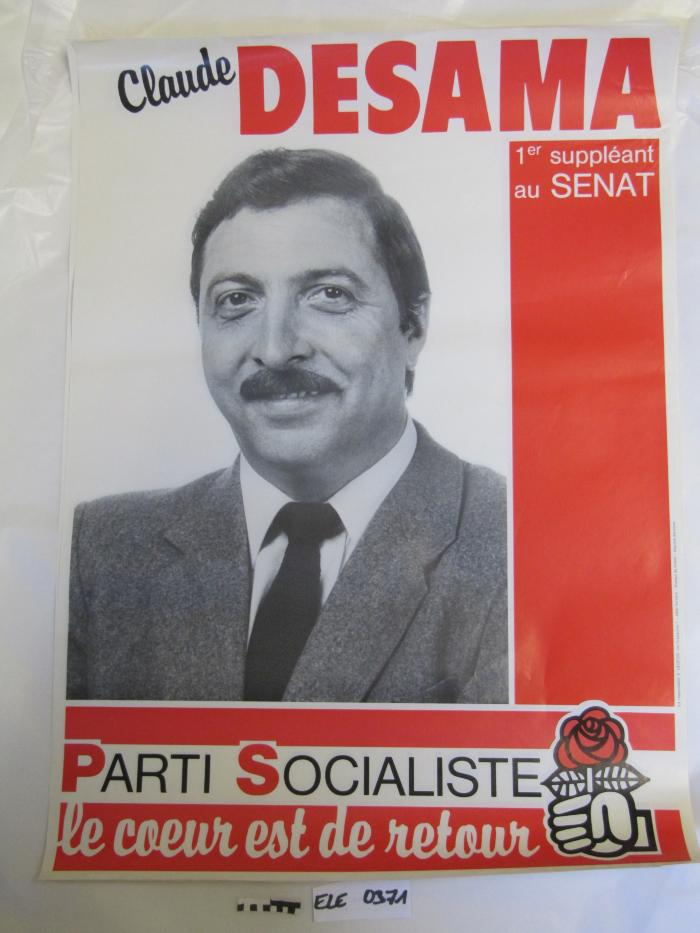 Claude DESAMA
1er suppléant
au SENAT
PARTI SOCIALISTE
le coeur est de retour
ELE 0371